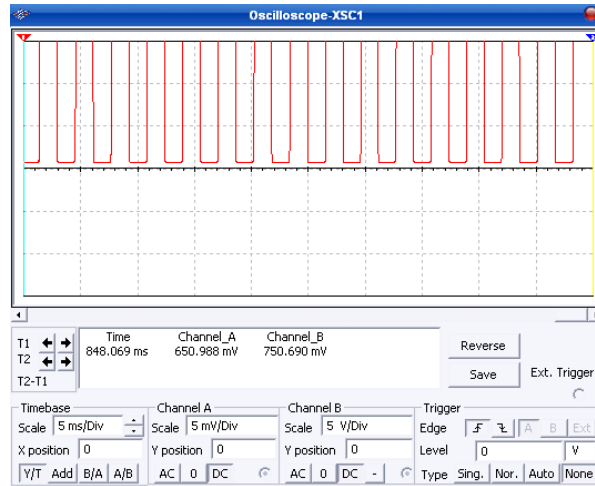 Oscilloscope-XSC1
T1
T2
T2-T1
Time Channel_A Channel_B
848.069 ms 650.988 mV 750.690 mV
Reverse
Save
Ext. Trigger
Timebase
Scale 5 ms/Div
X position 0
Y/T Add B/A A/B
Channel A
Scale 5 mV/Div
Y position 0
AC 0 DC
Channel B
Scale 5 V/Div
Y position 0
AC 0 DC -
Trigger
Edge A B Ext
Level 0 V
Type Sing. Nor. Auto None